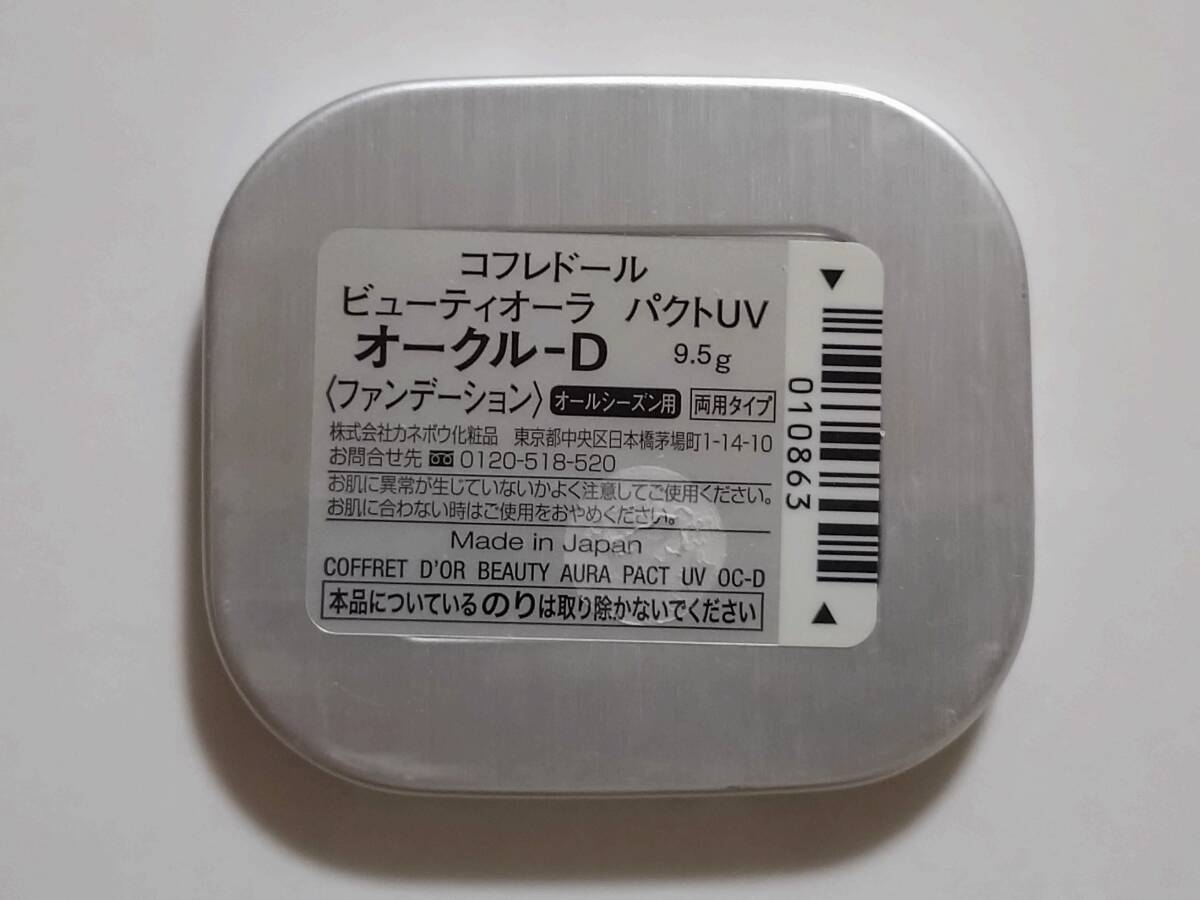 コフレドール
ビューティオーラ パクトUV
オークル-D 9.5g
〈ファンデーション〉 オールシーズン用 両用タイプ
株式会社カネボウ化粧品 東京都中央区日本橋茅場町1-14-10
お問合せ先 0120-518-520
お肌に異常が生じていないかよく注意してご使用ください。
お肌に合わない時はご使用をおやめください。
Made in Japan
COFFRET D'OR BEAUTY AURA PACT UV OC-D
本品についているのりは取り除かないでください
010863